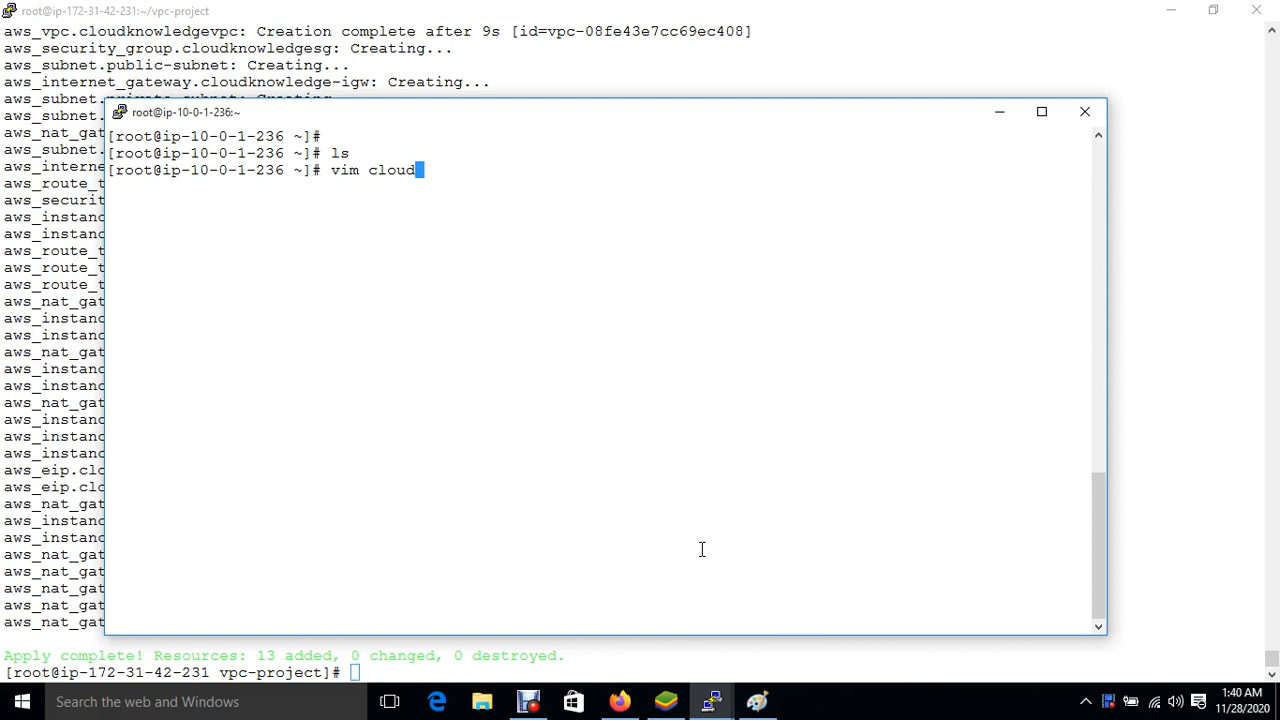 root@ip-172-31-42-231:~/vpc-project
aws_vpc.cloudknowledgevpc: Creation complete after 9s [id=vpc-08fe43e7cc69ec408]
aws_security_group.cloudknowledgesg: Creating...
aws_subnet.public-subnet: Creating...
aws_internet_gateway.cloudknowledge-igw: Creating...
aws_subnet.private-subnet: Creating...
aws_subnet.
aws_nat_gat
aws_subnet.
aws_interne
aws_route_t
aws_securit
aws_instanc
aws_instanc
aws_route_t
aws_route_t
aws_route_t
aws_nat_gat
aws_instanc
aws_instanc
aws_nat_gat
aws_instanc
aws_instanc
aws_nat_gat
aws_instanc
aws_instanc
aws_instanc
aws_eip.clo
aws_eip.clo
aws_nat_gat
aws_instanc
aws_instanc
aws_nat_gat
aws_nat_gat
aws_nat_gat
aws_nat_gat
aws_nat_gat
root@ip-10-0-1-236:~
[root@ip-10-0-1-236 ~]#
[root@ip-10-0-1-236 ~]# ls
[root@ip-10-0-1-236 ~]# vim cloud
Apply complete! Resources: 13 added, 0 changed, 0 destroyed.
[root@ip-172-31-42-231 vpc-project]#
Search the web and Windows
1:40 AM
11/28/2020